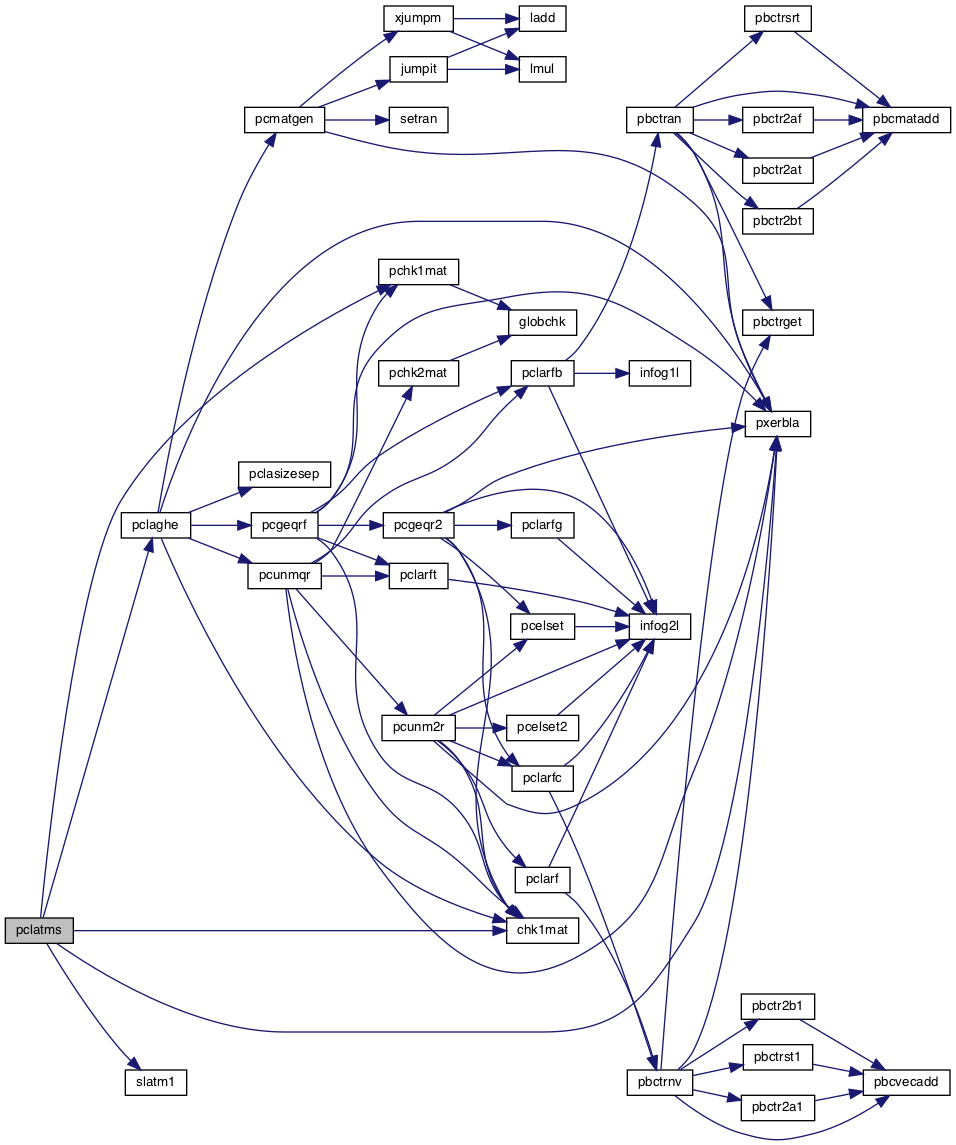 xjumpm
ladd
pbctrsrt
jumpit
lmul
pcmatgen
setran
pbctran
pbctr2af
pbcmatadd
pbctr2at
pbctr2bt
pchk1mat
globchk
pbctrget
pchk2mat
pclarfb
infog1l
pxerbla
pclasizesep
pclaghe
pcgeqrf
pcgeqr2
pclarfg
pcunmqr
pclarft
pcelset
infog2l
pcunm2r
pcelset2
pclarfc
pclarf
pclatms
chk1mat
pbctr2b1
pbctrst1
slatm1
pbctrnv
pbcvecadd
pbctr2a1